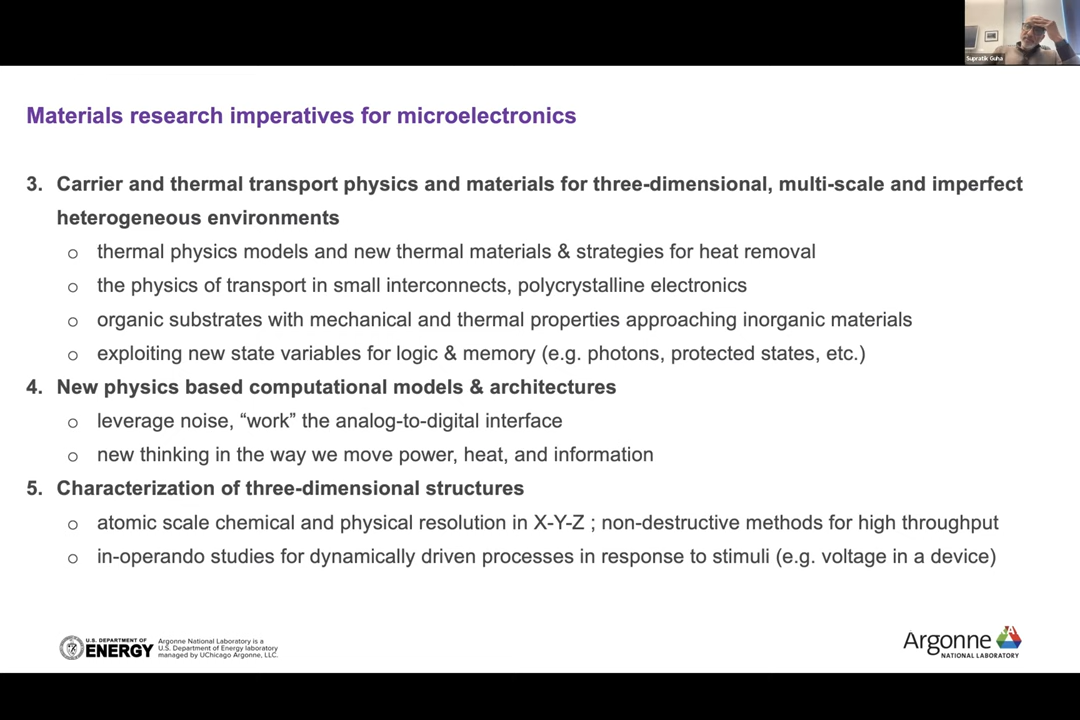 Supratik Guha
Materials research imperatives for microelectronics
3. Carrier and thermal transport physics and materials for three-dimensional, multi-scale and imperfect
heterogeneous environments
○ thermal physics models and new thermal materials & strategies for heat removal
○ the physics of transport in small interconnects, polycrystalline electronics
○ organic substrates with mechanical and thermal properties approaching inorganic materials
○ exploiting new state variables for logic & memory (e.g. photons, protected states, etc.)
4. New physics based computational models & architectures
○ leverage noise, “work” the analog-to-digital interface
○ new thinking in the way we move power, heat, and information
5. Characterization of three-dimensional structures
○ atomic scale chemical and physical resolution in X-Y-Z ; non-destructive methods for high throughput
○ in-operando studies for dynamically driven processes in response to stimuli (e.g. voltage in a device)
U.S. DEPARTMENT OF
ENERGY
Argonne National Laboratory is a
U.S. Department of Energy laboratory
managed by UChicago Argonne, LLC.
Argonne
NATIONAL LABORATORY